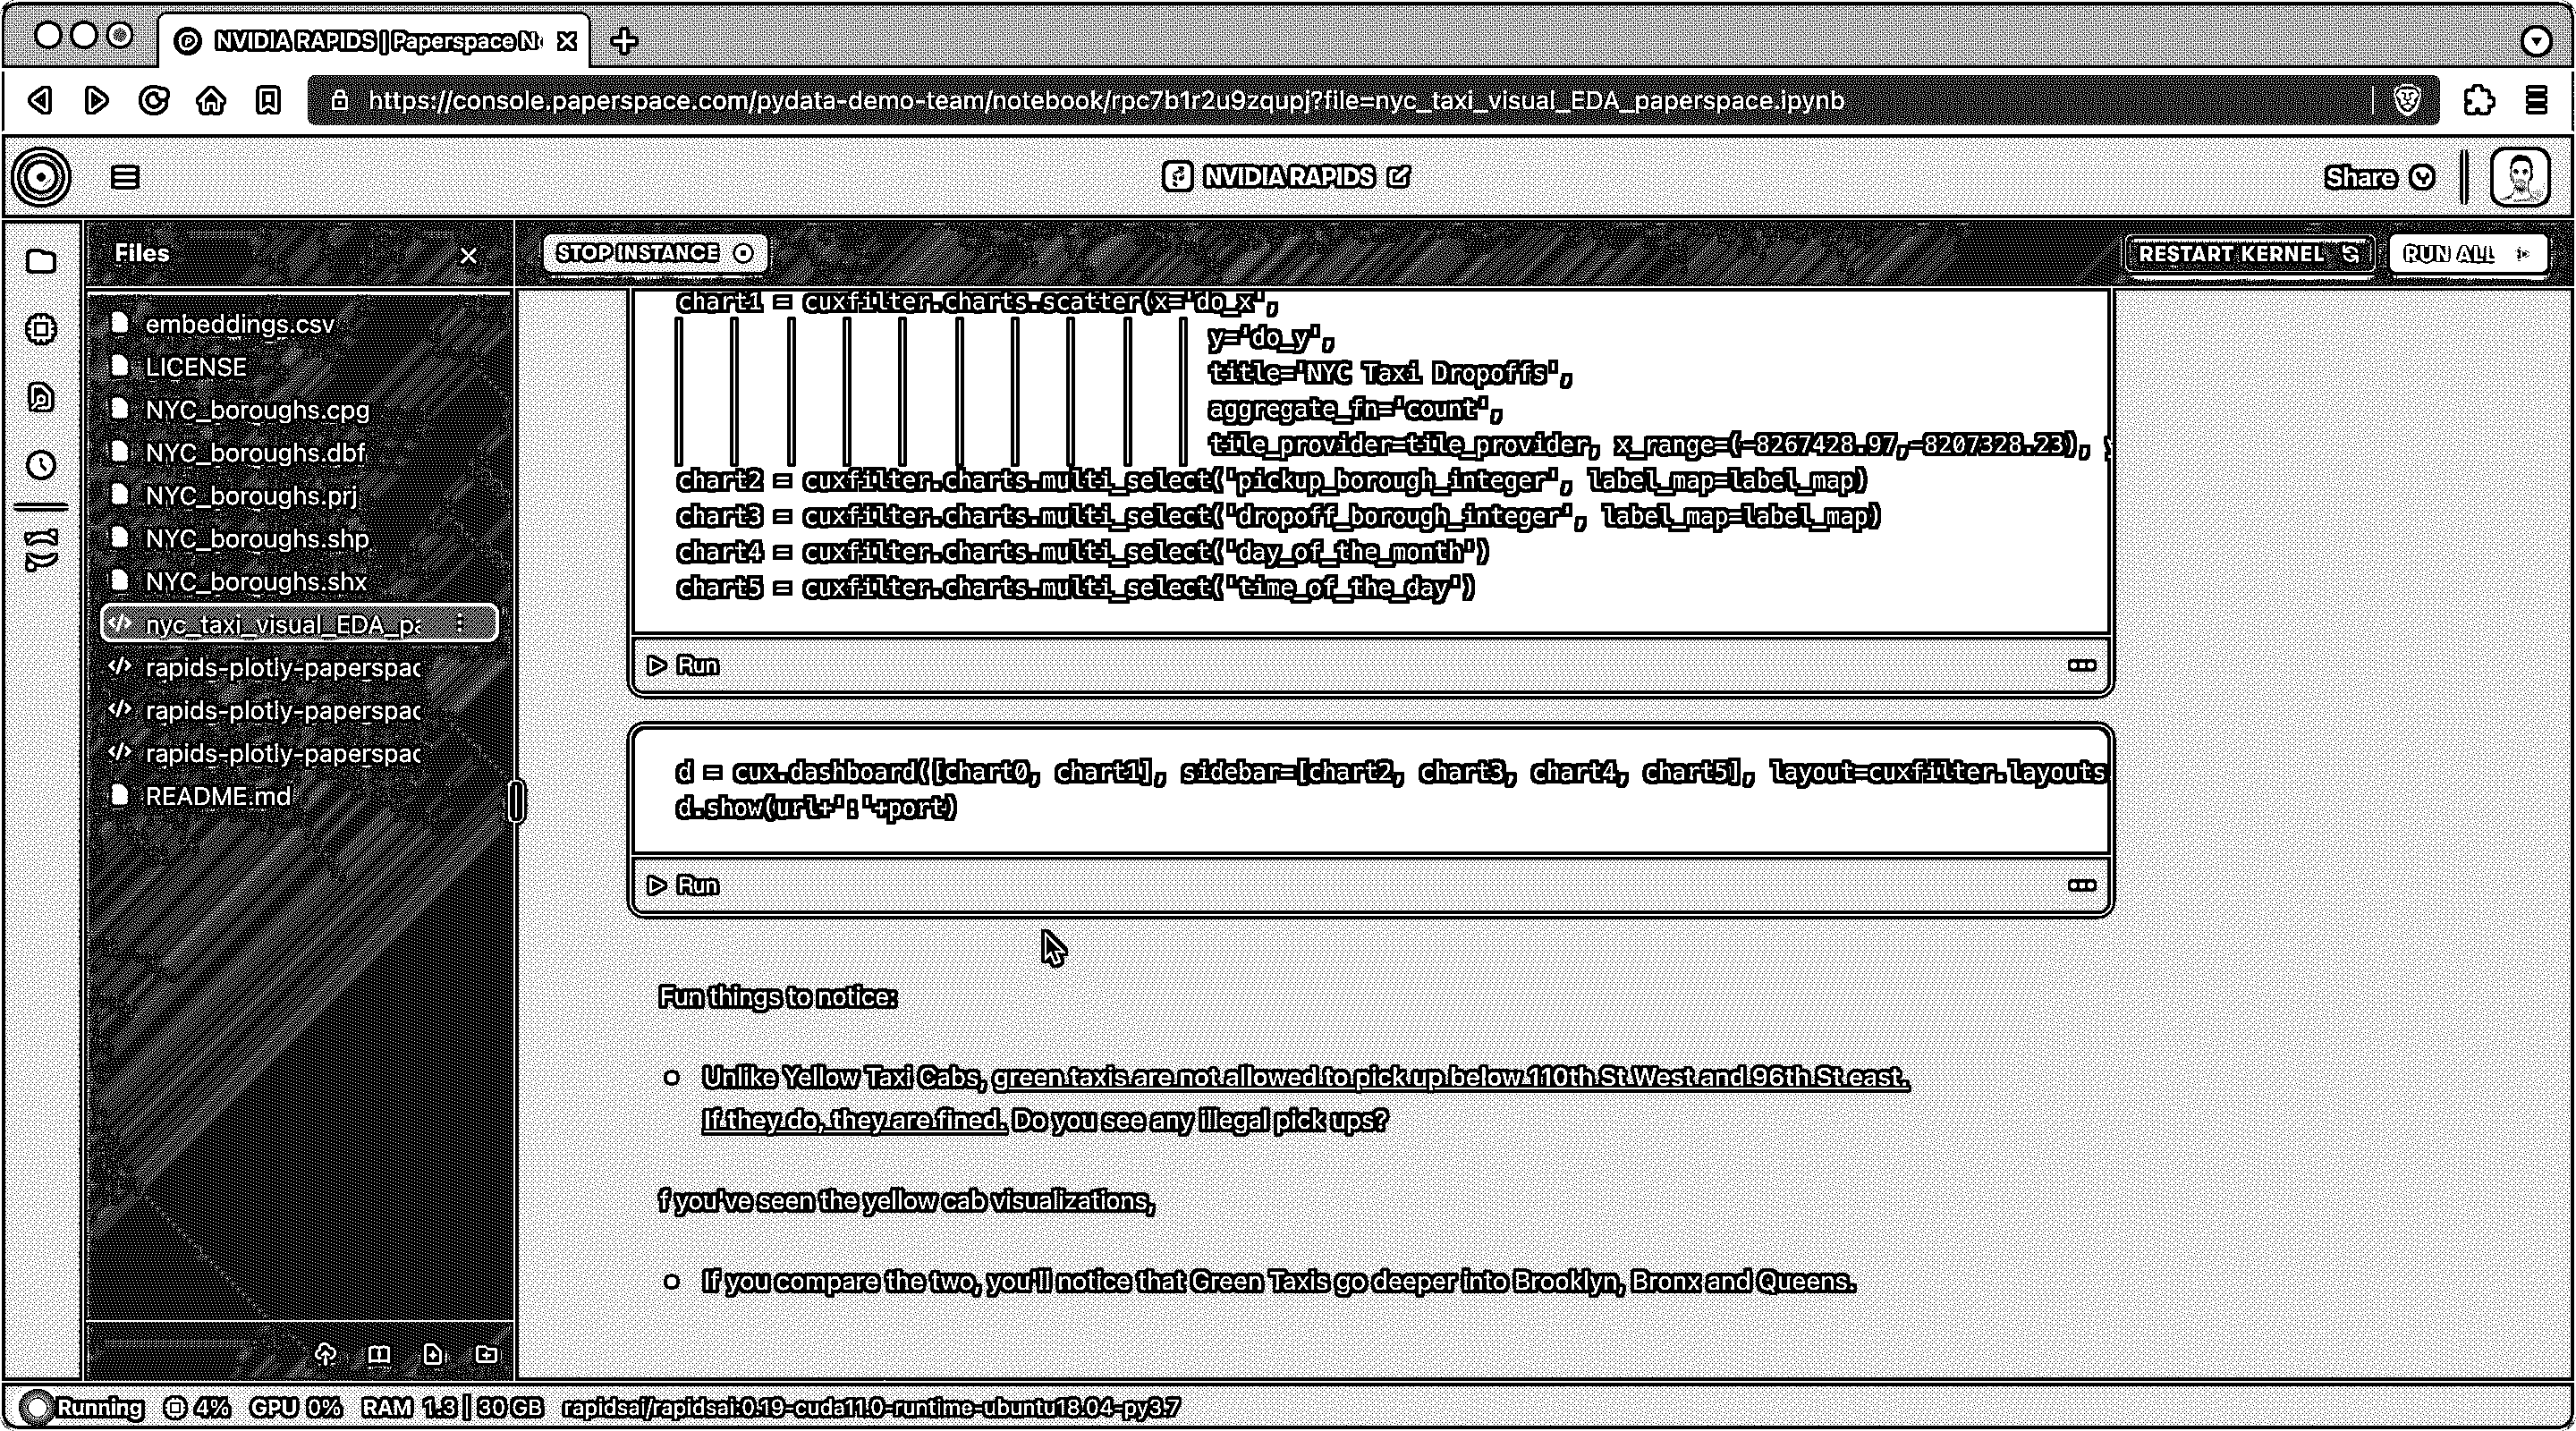 NVIDIA RAPIDS | Paperspace N
https://console.paperspace.com/pydata-demo-team/notebook/rpc7b1r2u9zqupj?file=nyc_taxi_visual_EDA_paperspace.ipynb
NVIDIA RAPIDS
Share
Files
STOP INSTANCE
RESTART KERNEL
RUN ALL
embeddings.csv
LICENSE
NYC_boroughs.cpg
NYC_boroughs.dbf
NYC_boroughs.prj
NYC_boroughs.shp
NYC_boroughs.shx
nyc_taxi_visual_EDA_pa
rapids-plotly-paperspac
rapids-plotly-paperspac
rapids-plotly-paperspac
README.md
chart1 = cuxfilter.charts.scatter(x='do_x',
y='do_y',
title='NYC Taxi Dropoffs',
aggregate_fn='count',
tile_provider=tile_provider, x_range=(-8267428.97,-8207328.23), y
chart2 = cuxfilter.charts.multi_select('pickup_borough_integer', label_map=label_map)
chart3 = cuxfilter.charts.multi_select('dropoff_borough_integer', label_map=label_map)
chart4 = cuxfilter.charts.multi_select('day_of_the_month')
chart5 = cuxfilter.charts.multi_select('time_of_the_day')
Run
d = cux.dashboard([chart0, chart1], sidebar=[chart2, chart3, chart4, chart5], layout=cuxfilter.layouts
d.show(url+':'+port)
Run
Fun things to notice:
Unlike Yellow Taxi Cabs, green taxis are not allowed to pick up below 110th St West and 96th St east.
If they do, they are fined. Do you see any illegal pick ups?
f you've seen the yellow cab visualizations,
If you compare the two, you'll notice that Green Taxis go deeper into Brooklyn, Bronx and Queens.
Running 4% GPU 0% RAM 1.3 | 30 GB rapidsai/rapidsai:0.19-cuda11.0-runtime-ubuntu18.04-py3.7